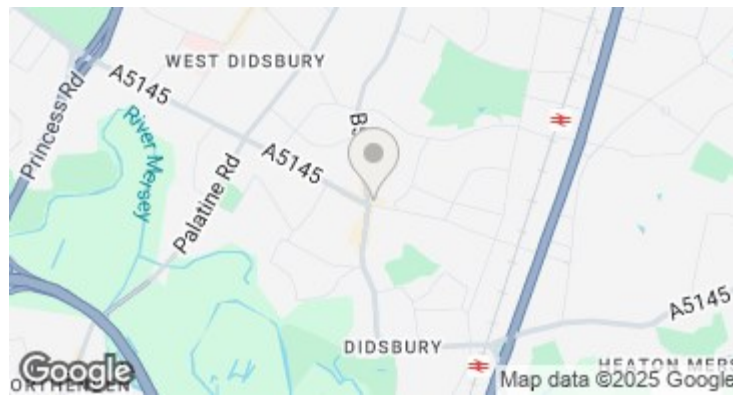 WEST DIDSBURY
A5145
Princess Rd
River Mersey
Palatine Rd
A5145
A5145
DIDSBURY
HEATON MERS
Google
Map data ©2025 Google